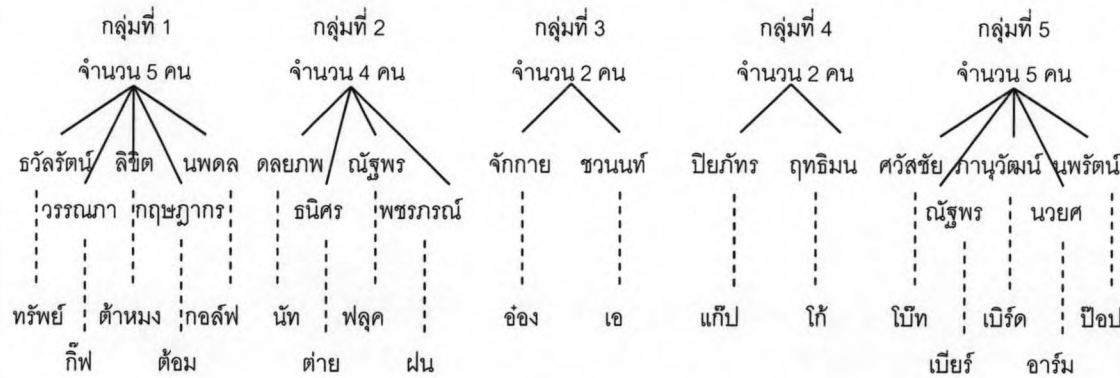 กลุ่มที่ 1 กลุ่มที่ 2 กลุ่มที่ 3 กลุ่มที่ 4 กลุ่มที่ 5
จำนวน 5 คน จำนวน 4 คน จำนวน 2 คน จำนวน 2 คน จำนวน 5 คน
ธวัลรัตน์ ลิขิต นพดล ดลยภพ ณัฐพร จักกาย ชวนนท์ ปิยภัทร ฤทธิมน ศวัสชัย ภานุวัฒน์ นพรัตน์
วรรณภา กฤษฎากร ธนิศร พชรภรณ์ ณัฐพร นวยศ
ทรัพย์ ต้าหมง กอล์ฟ นัท ฟลุค อ๋อง เอ แก๊ป โก้ โบ๊ท เบิร์ด ป๊อป
กิ๊ฟ ต้อม ต่าย ฝน เบียร์ อาร์ม